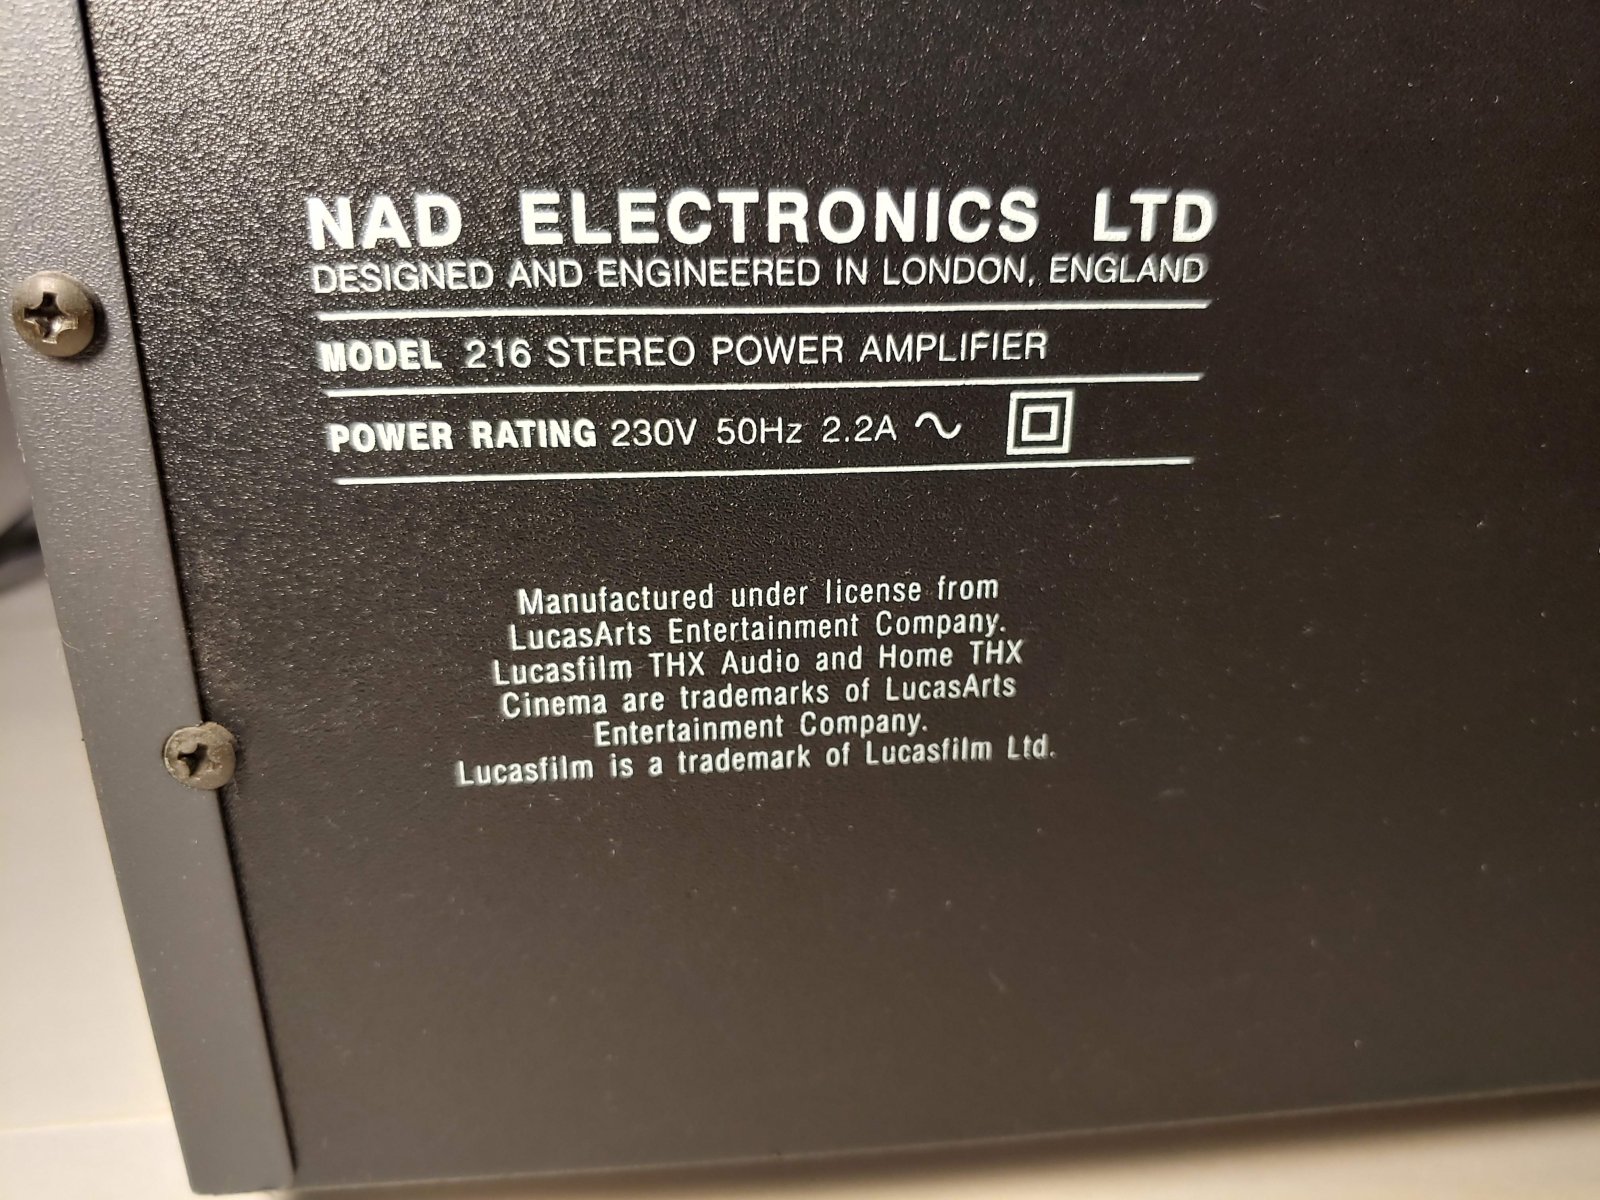 NAD ELECTRONICS LTD
DESIGNED AND ENGINEERED IN LONDON, ENGLAND
MODEL 216 STEREO POWER AMPLIFIER
POWER RATING 230V 50Hz 2.2A ~
Manufactured under license from
LucasArts Entertainment Company.
Lucasfilm THX Audio and Home THX
Cinema are trademarks of LucasArts
Entertainment Company.
Lucasfilm is a trademark of Lucasfilm Ltd.